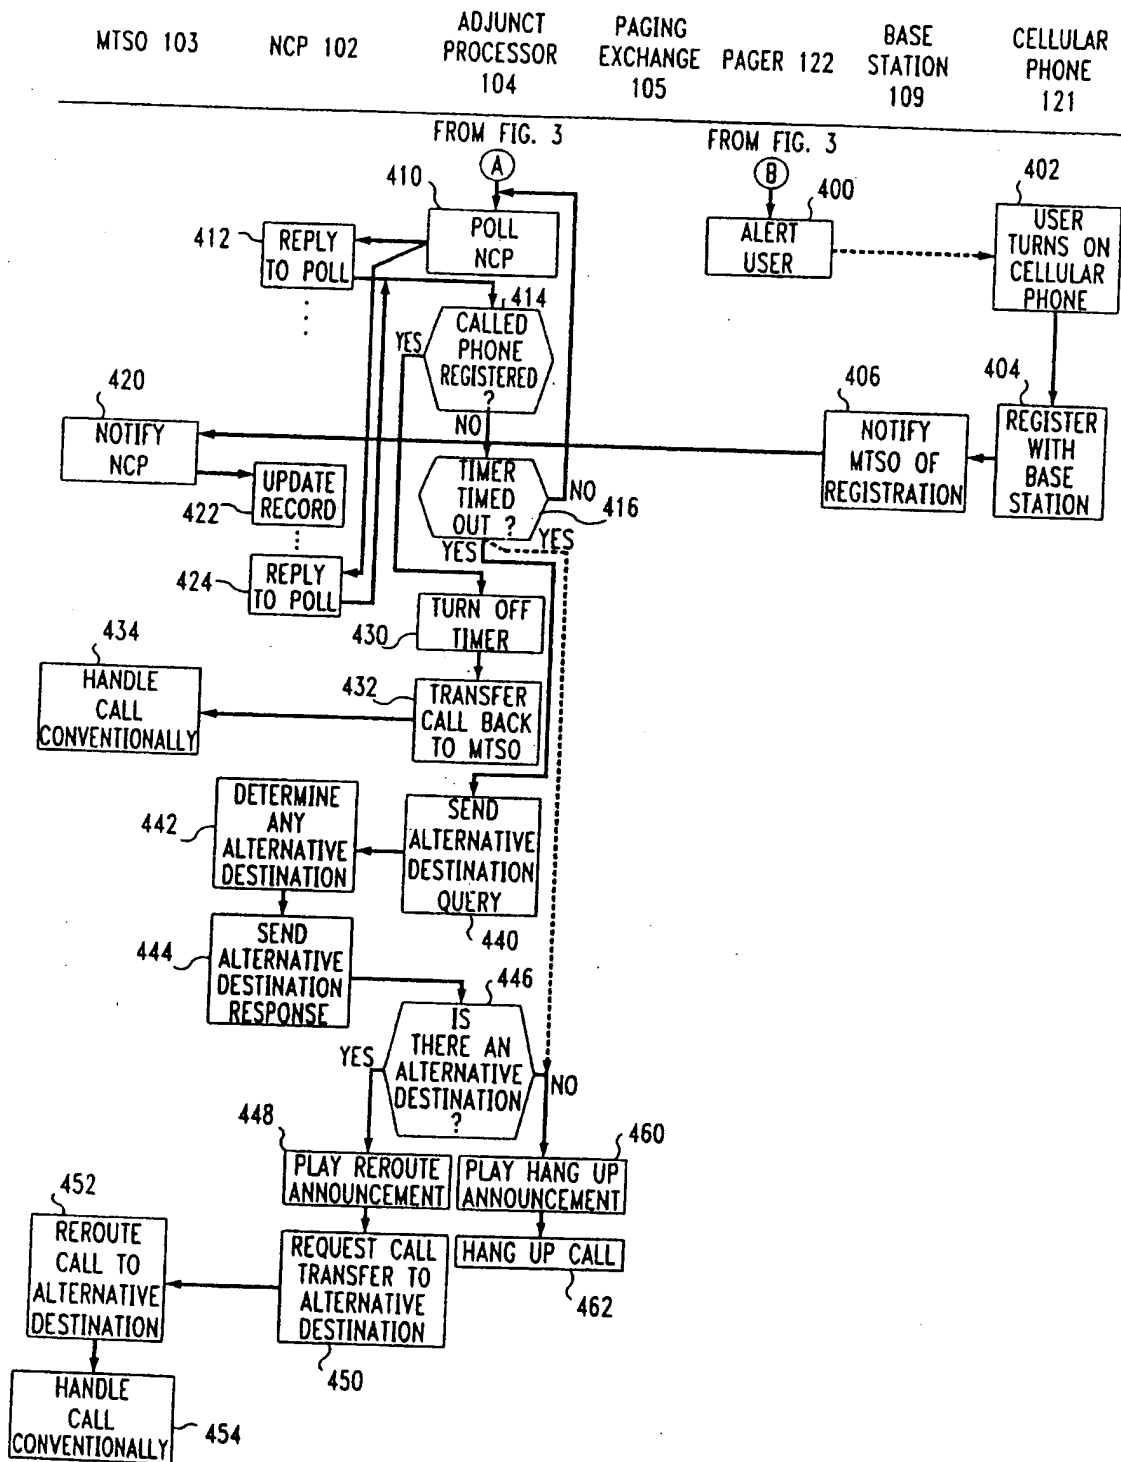 MTSO 103
NCP 102
ADJUNCT
PROCESSOR
104
PAGING
EXCHANGE
105
PAGER 122
BASE
STATION
109
CELLULAR
PHONE
121
FROM FIG. 3
A
FROM FIG. 3
B
410
POLL
NCP
400
ALERT
USER
402
USER
TURNS ON
CELLULAR
PHONE
412
REPLY
TO POLL
414
CALLED
PHONE
REGISTERED
?
YES
NO
420
NOTIFY
NCP
406
NOTIFY
MTSO OF
REGISTRATION
404
REGISTER
WITH
BASE
STATION
422
UPDATE
RECORD
TIMER
TIMED
OUT ?
NO
416
YES
YES
424
REPLY
TO POLL
430
TURN OFF
TIMER
434
HANDLE
CALL
CONVENTIONALLY
432
TRANSFER
CALL BACK
TO MTSO
442
DETERMINE
ANY
ALTERNATIVE
DESTINATION
SEND
ALTERNATIVE
DESTINATION
QUERY
440
444
SEND
ALTERNATIVE
DESTINATION
RESPONSE
446
IS
THERE AN
ALTERNATIVE
DESTINATION
?
YES
NO
448
PLAY REROUTE
ANNOUNCEMENT
460
PLAY HANG UP
ANNOUNCEMENT
452
REROUTE
CALL TO
ALTERNATIVE
DESTINATION
REQUEST CALL
TRANSFER TO
ALTERNATIVE
DESTINATION
450
HANG UP CALL
462
HANDLE
CALL
CONVENTIONALLY
454